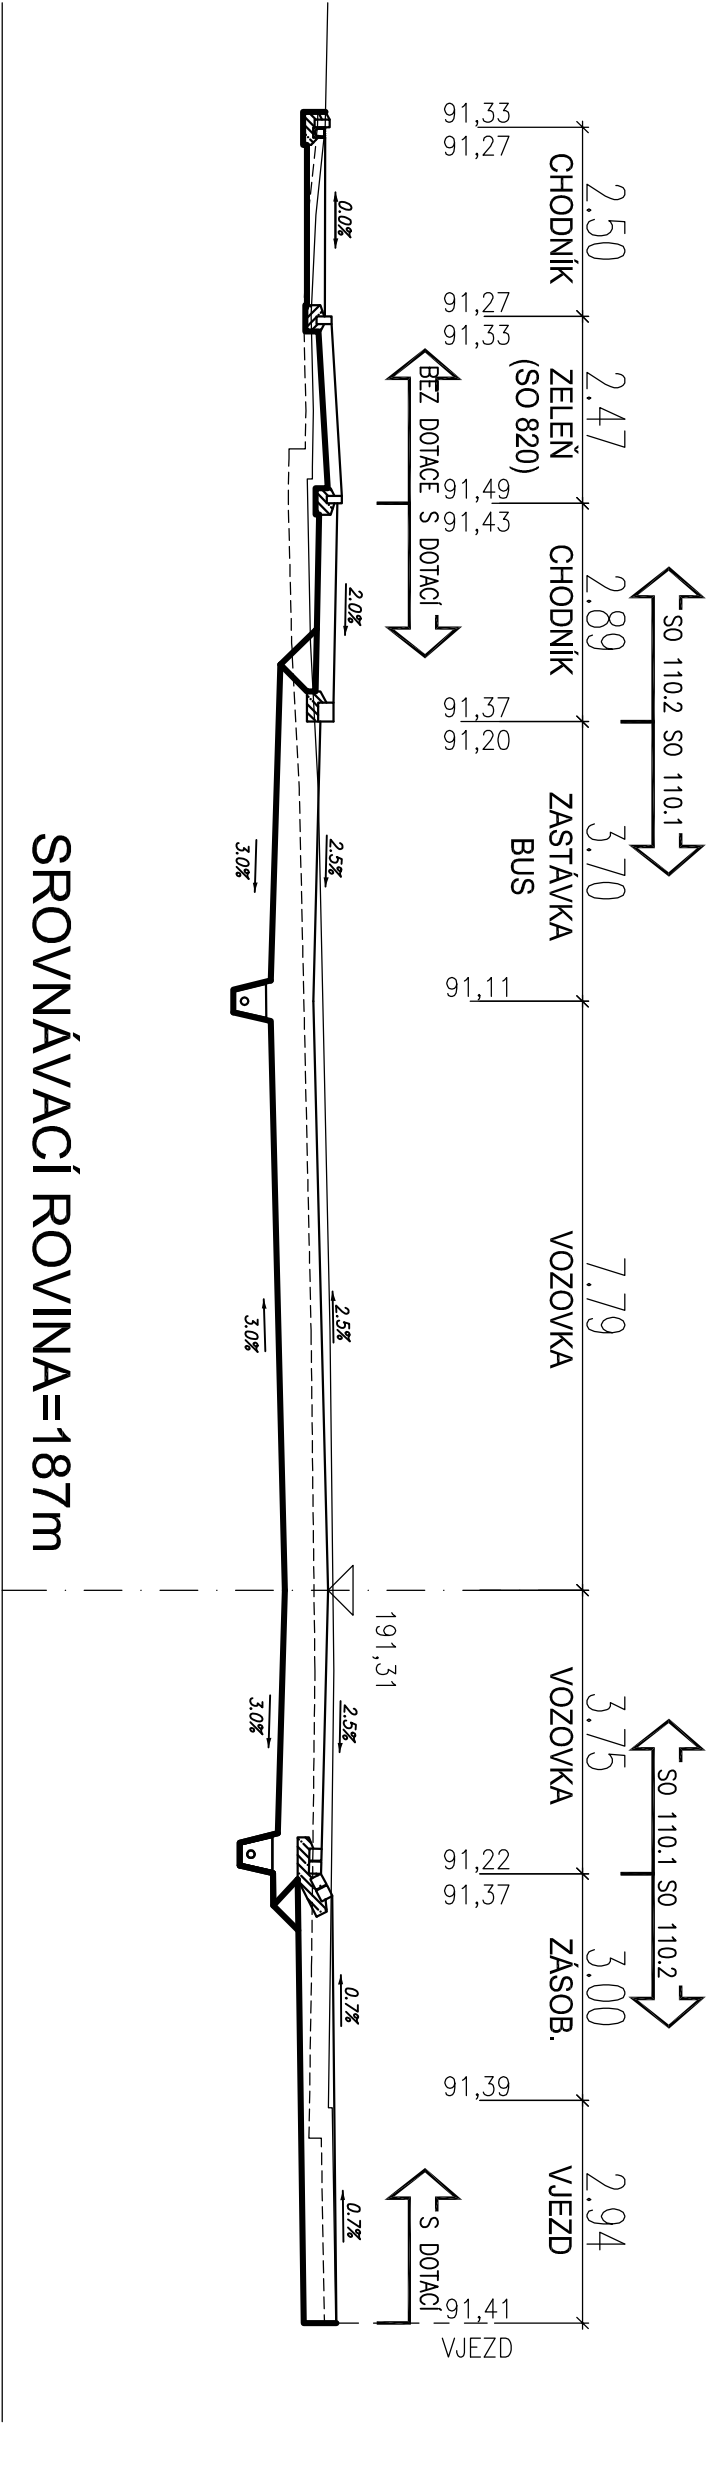 SO 110.2 SO 110.1
SO 110.1 SO 110.2
2.50
2.47
2.89
3.70
7.79
3.75
3.00
2.94
CHODNÍK
ZELEŇ
(SO 820)
CHODNÍK
ZASTÁVKA
BUS
VOZOVKA
VOZOVKA
ZÁSOB.
VJEZD
91,33
91,27
91,27
91,33
91,49
91,43
91,37
91,20
91,11
91,22
91,37
91,39
91,41
VJEZD
BEZ DOTACE S DOTACÍ
S DOTACÍ
191,31
0.0%
2.0%
2.5%
2.5%
2.5%
0.7%
0.7%
3.0%
3.0%
3.0%
SROVNÁVACÍ ROVINA=187m